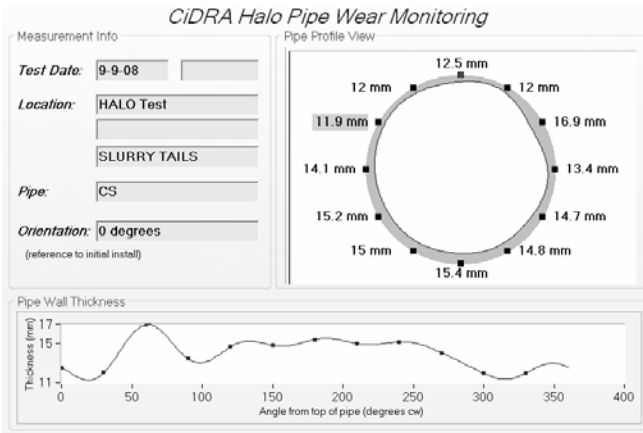 CiDRA Halo Pipe Wear Monitoring
Measurement Info
Test Date: 9-9-08
Location: HALO Test
SLURRY TAILS
Pipe: CS
Orientation: 0 degrees
(reference to initial install)
Pipe Profile View
12.5 mm
12 mm
12 mm
11.9 mm
16.9 mm
14.1 mm
13.4 mm
15.2 mm
14.7 mm
15 mm
14.8 mm
15.4 mm
Pipe Wall Thickness
Thickness (mm)
17
15
11
0 50 100 150 200 250 300 350 400
Angle from top of pipe (degrees cw)